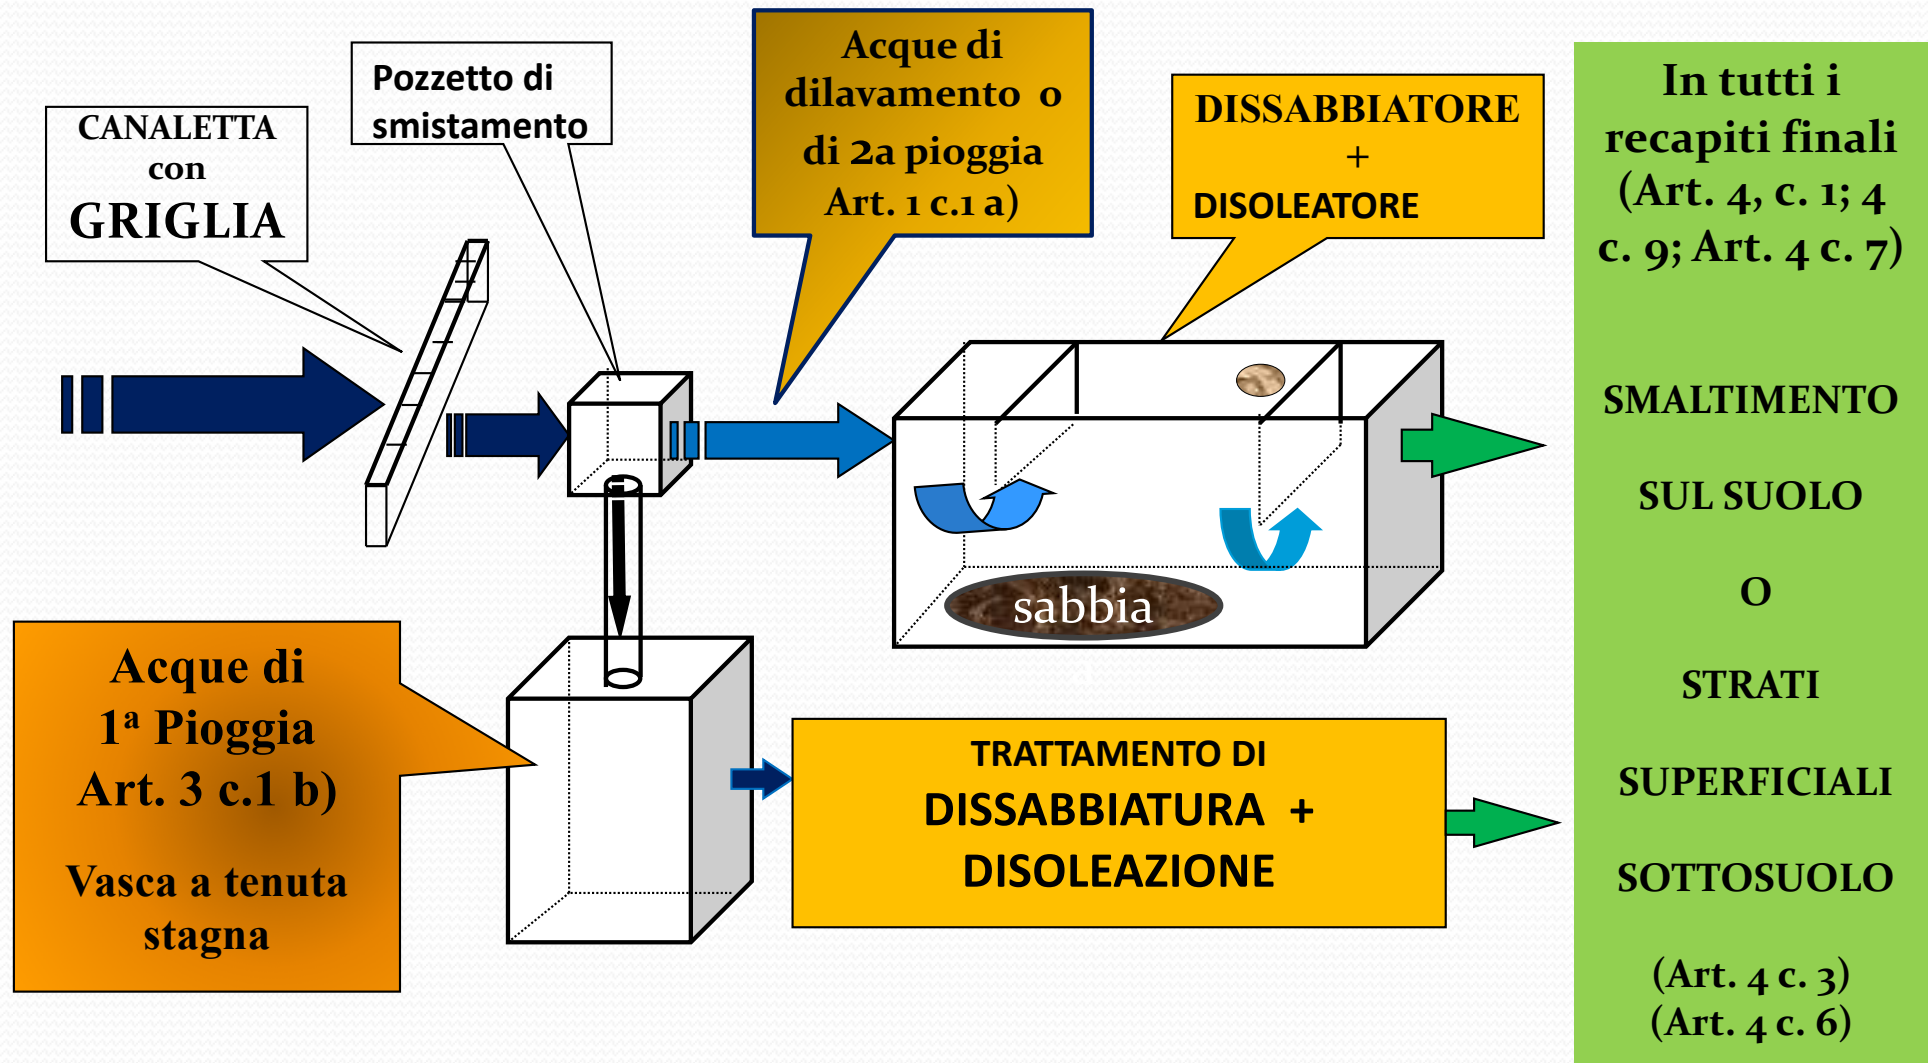 CANALETTA
con
GRIGLIA
Pozzetto di
smistamento
Acque di
dilavamento o
di 2a pioggia
Art. 1 c.1 a)
DISSABBIATORE
+
DISOLEATORE
In tutti i
recapiti finali
(Art. 4, c. 1; 4
c. 9; Art. 4 c. 7)
SMALTIMENTO
SUL SUOLO
O
STRATI
SUPERFICIALI
SOTTOSUOLO
(Art. 4 c. 3)
(Art. 4 c. 6)
sabbia
Acque di
1ª Pioggia
Art. 3 c.1 b)
Vasca a tenuta
stagna
TRATTAMENTO DI
DISSABBIATURA +
DISOLEAZIONE